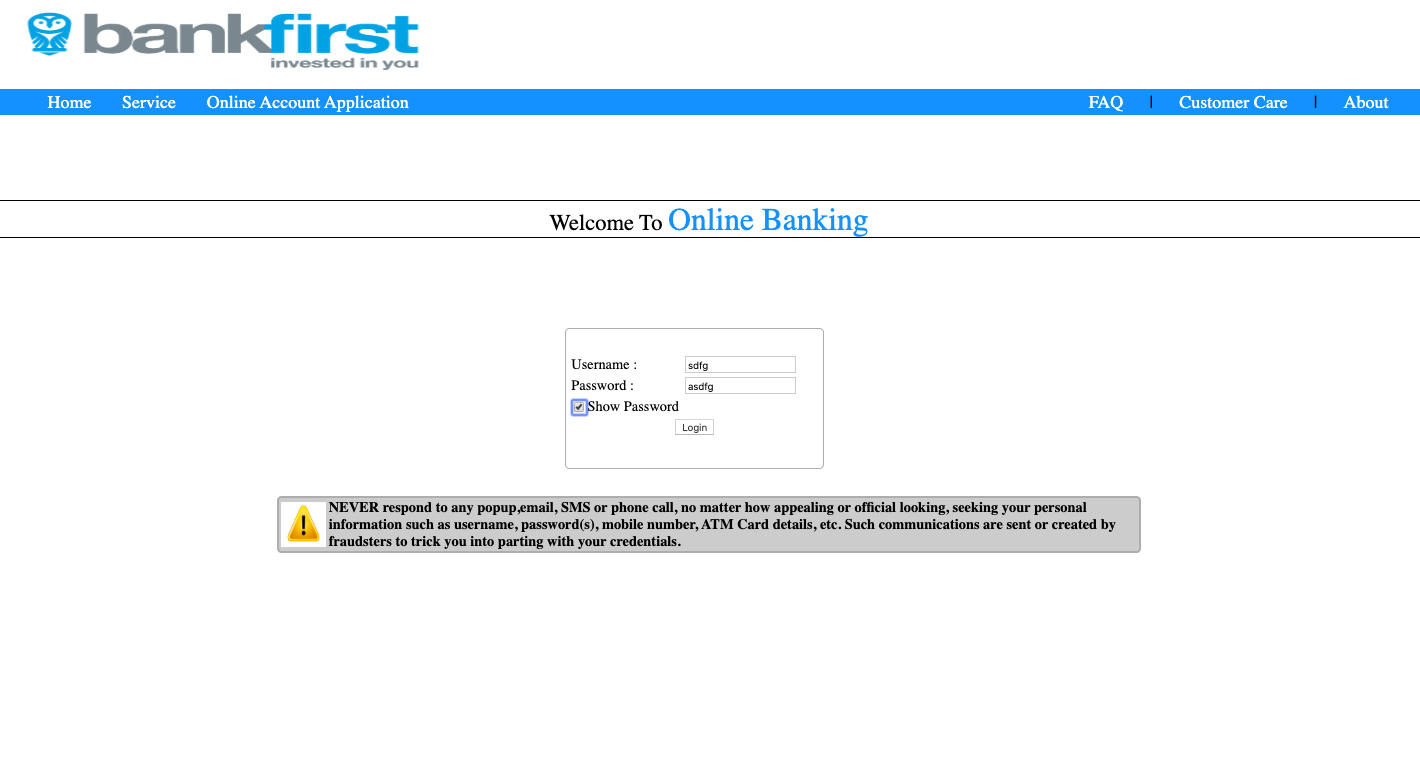 bankfirst
invested in you
Home Service Online Account Application FAQ | Customer Care | About
Welcome To Online Banking
Username : sdfg
Password : asdfg
Show Password
Login
NEVER respond to any popup,email, SMS or phone call, no matter how appealing or official looking, seeking your personal
information such as username, password(s), mobile number, ATM Card details, etc. Such communications are sent or created by
fraudsters to trick you into parting with your credentials.